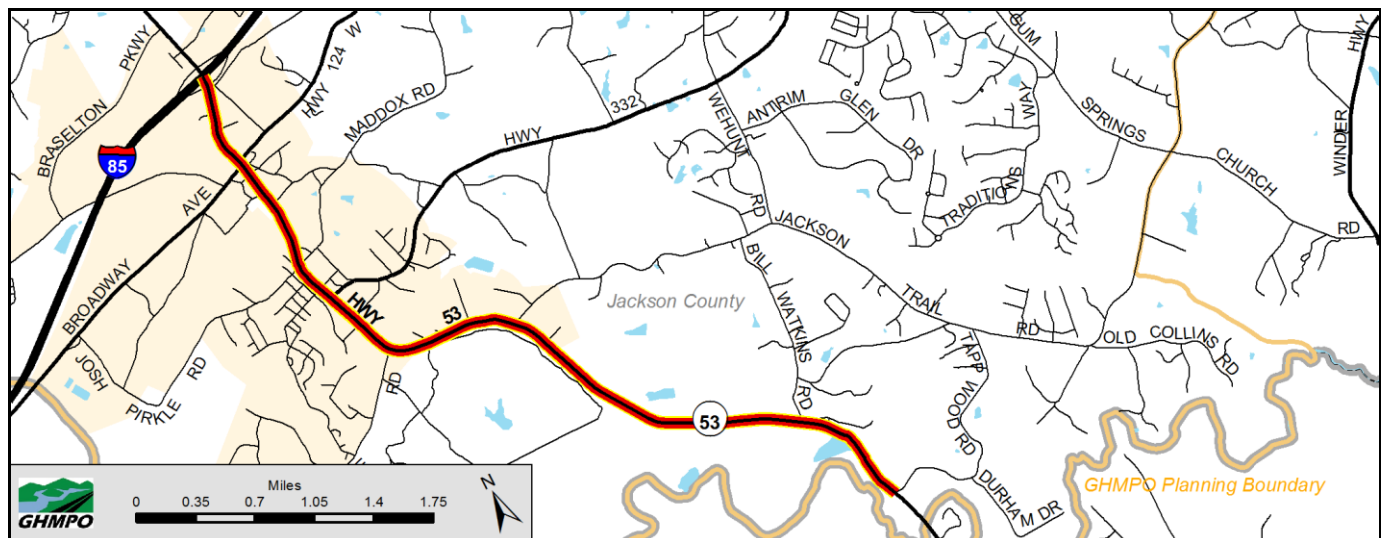 BRASELTON PKWY
85
HWY 124 W
MADDOX RD
HWY 332
WEHUNT RD
ANTRIM GLEN DR
TRADITIONS WAY
GUM SPRINGS CHURCH RD
WINDER HWY
BROADWAY AVE
JOSH PIRKLE RD
HWY 53
RD
Jackson County
JACKSON TRAIL RD
BILL WATKINS RD
TAPP WOOD RD
OLD COLLINS RD
53
DURHAM DR
GHMPO Planning Boundary
GHMPO
Miles
0 0.35 0.7 1.05 1.4 1.75
N